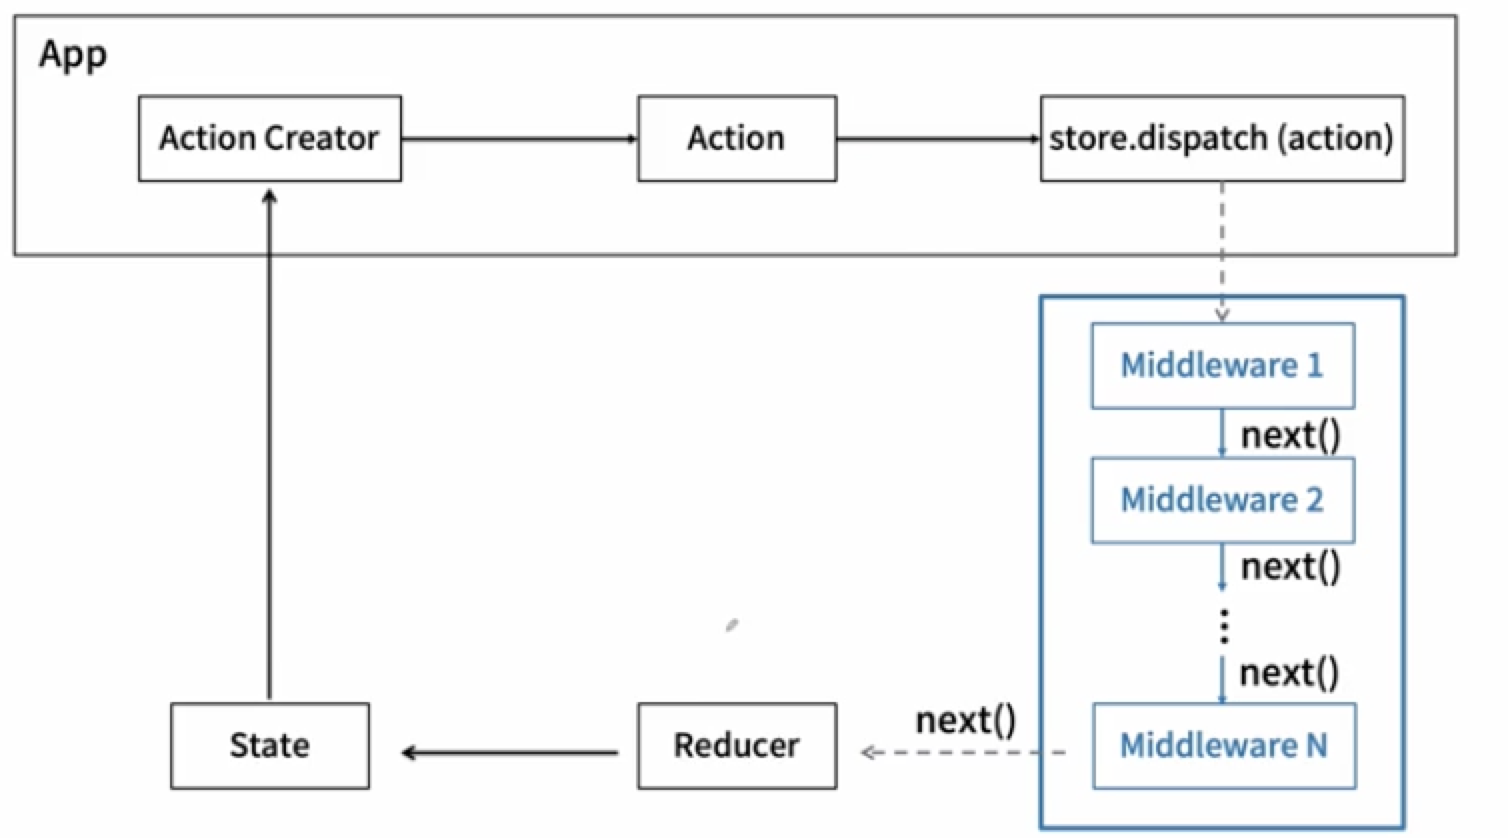 App
Action Creator
Action
store.dispatch (action)
Middleware 1
next()
Middleware 2
next()
next()
State
Reducer
next()
Middleware N